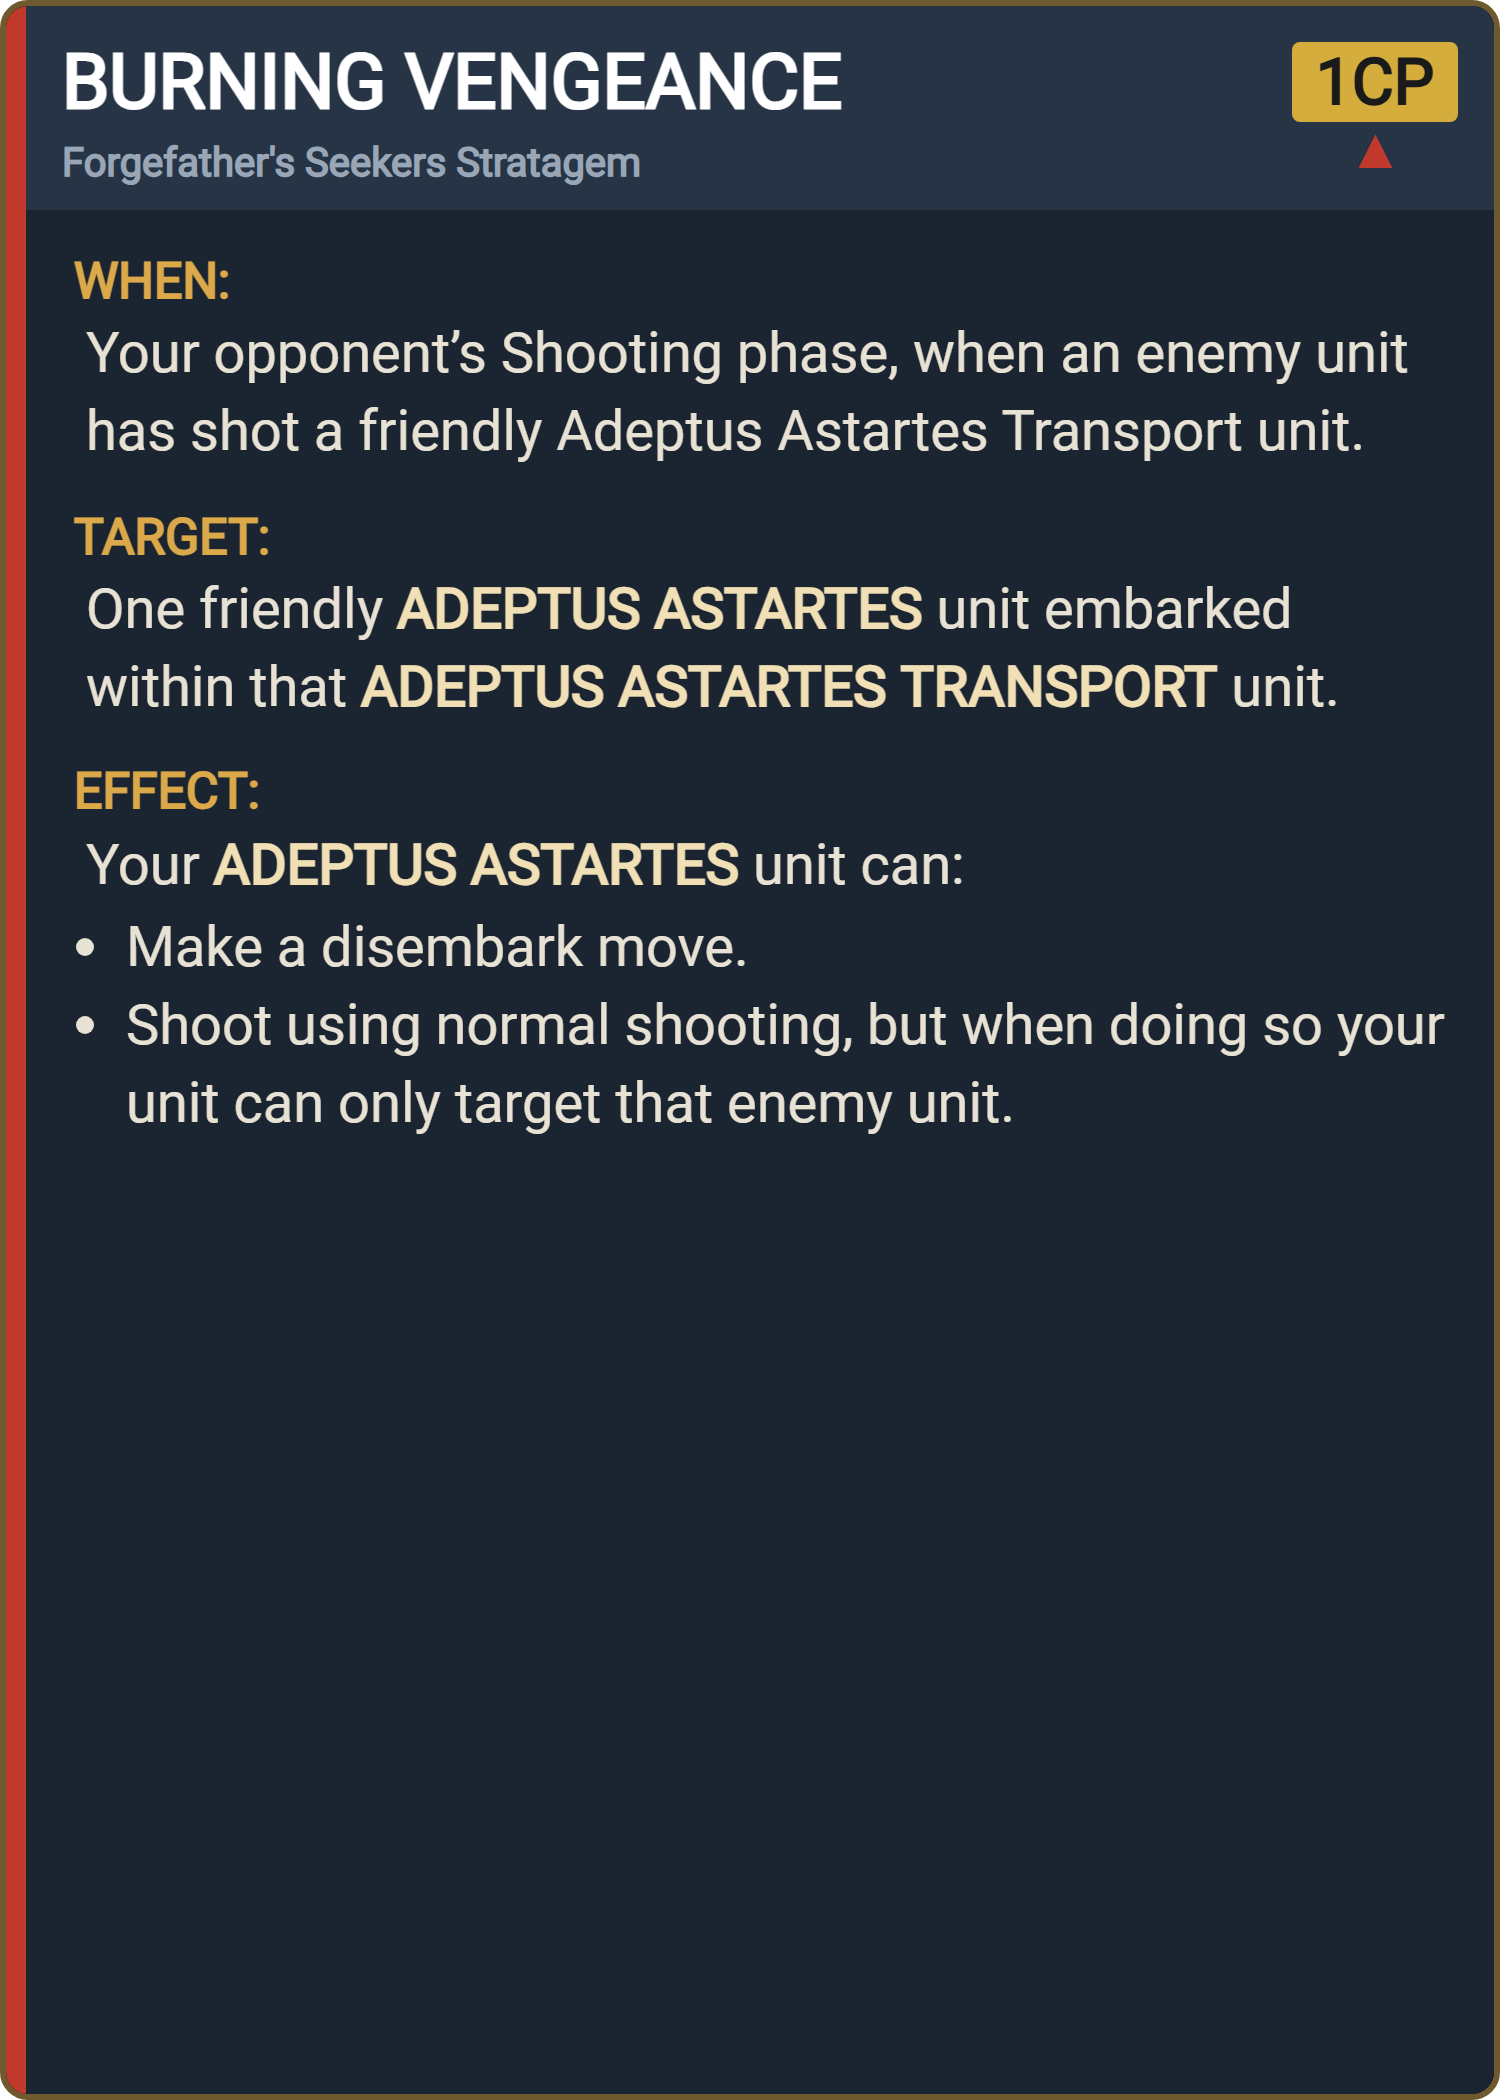 BURNING VENGEANCE
1CP
Forgefather's Seekers Stratagem
▲
WHEN:
Your opponent’s Shooting phase, when an enemy unit
has shot a friendly Adeptus Astartes Transport unit.
TARGET:
One friendly ADEPTUS ASTARTES unit embarked
within that ADEPTUS ASTARTES TRANSPORT unit.
EFFECT:
Your ADEPTUS ASTARTES unit can:
• Make a disembark move.
• Shoot using normal shooting, but when doing so your
unit can only target that enemy unit.